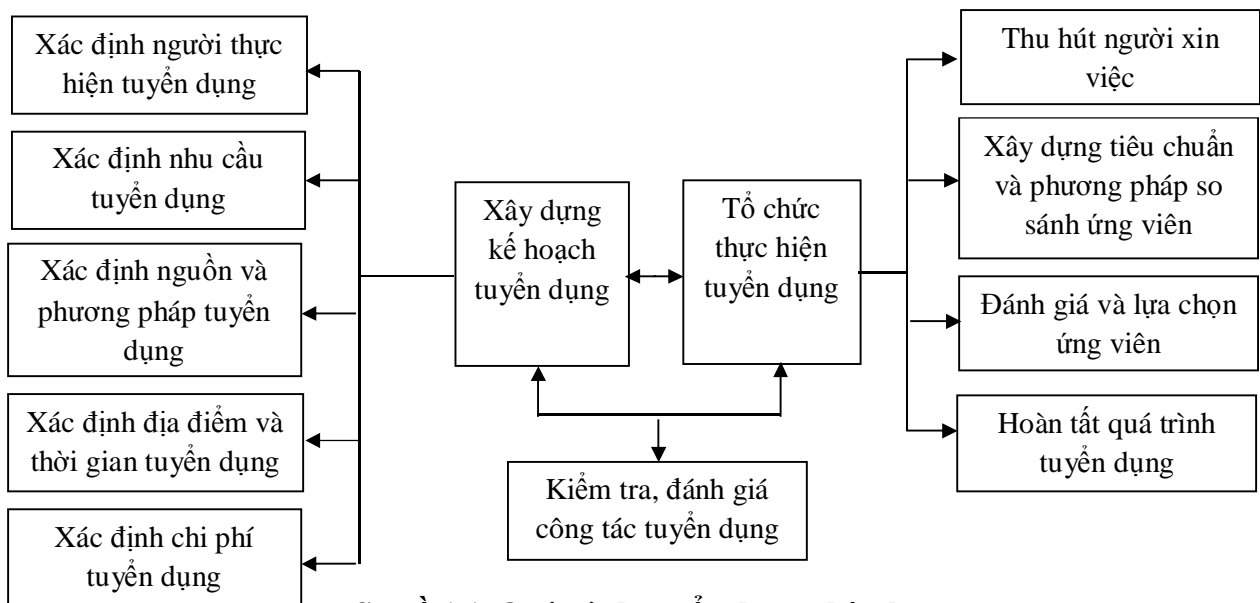 Xác định người thực
hiện tuyển dụng
Xác định nhu cầu
tuyển dụng
Xác định nguồn và
phương pháp tuyển
dụng
Xác định địa điểm và
thời gian tuyển dụng
Xác định chi phí
tuyển dụng
Xây dựng
kế hoạch
tuyển dụng
Tổ chức
thực hiện
tuyển dụng
Kiểm tra, đánh giá
công tác tuyển dụng
Thu hút người xin
việc
Xây dựng tiêu chuẩn
và phương pháp so
sánh ứng viên
Đánh giá và lựa chọn
ứng viên
Hoàn tất quá trình
tuyển dụng